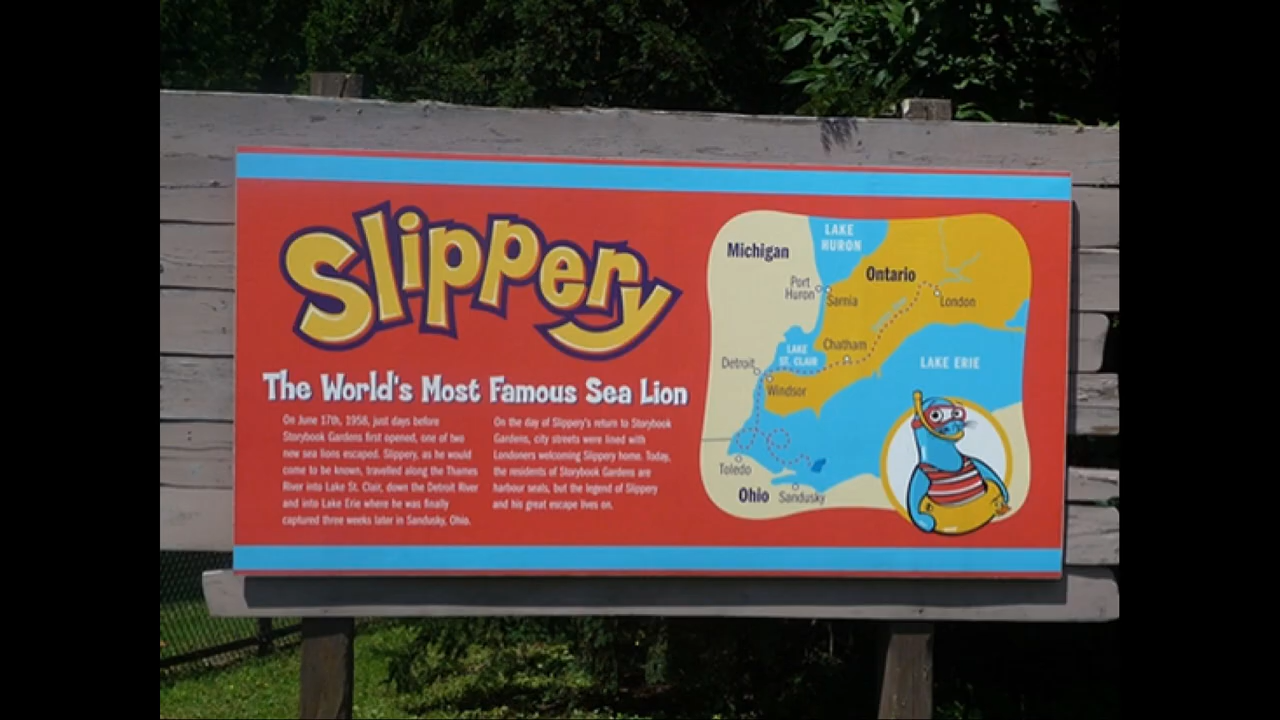 Slippery
The World's Most Famous Sea Lion
On June 17th, 1958, just days before
Storybook Gardens first opened, one of two
new sea lions escaped. Slippery, as he would
come to be known, travelled along the Thames
River into Lake St. Clair, down the Detroit River
and into Lake Erie where he was finally
captured three weeks later in Sandusky, Ohio.
On the day of Slippery's return to Storybook
Gardens, city streets were lined with
Londoners welcoming Slippery home. Today,
the residents of Storybook Gardens are
harbour seals, but the legend of Slippery
and his great escape lives on.
LAKE
HURON
Michigan
Ontario
Port
Huron
Sarnia
London
Chatham
LAKE
ST. CLAIR
LAKE ERIE
Detroit
Windsor
Toledo
Ohio
Sandusky